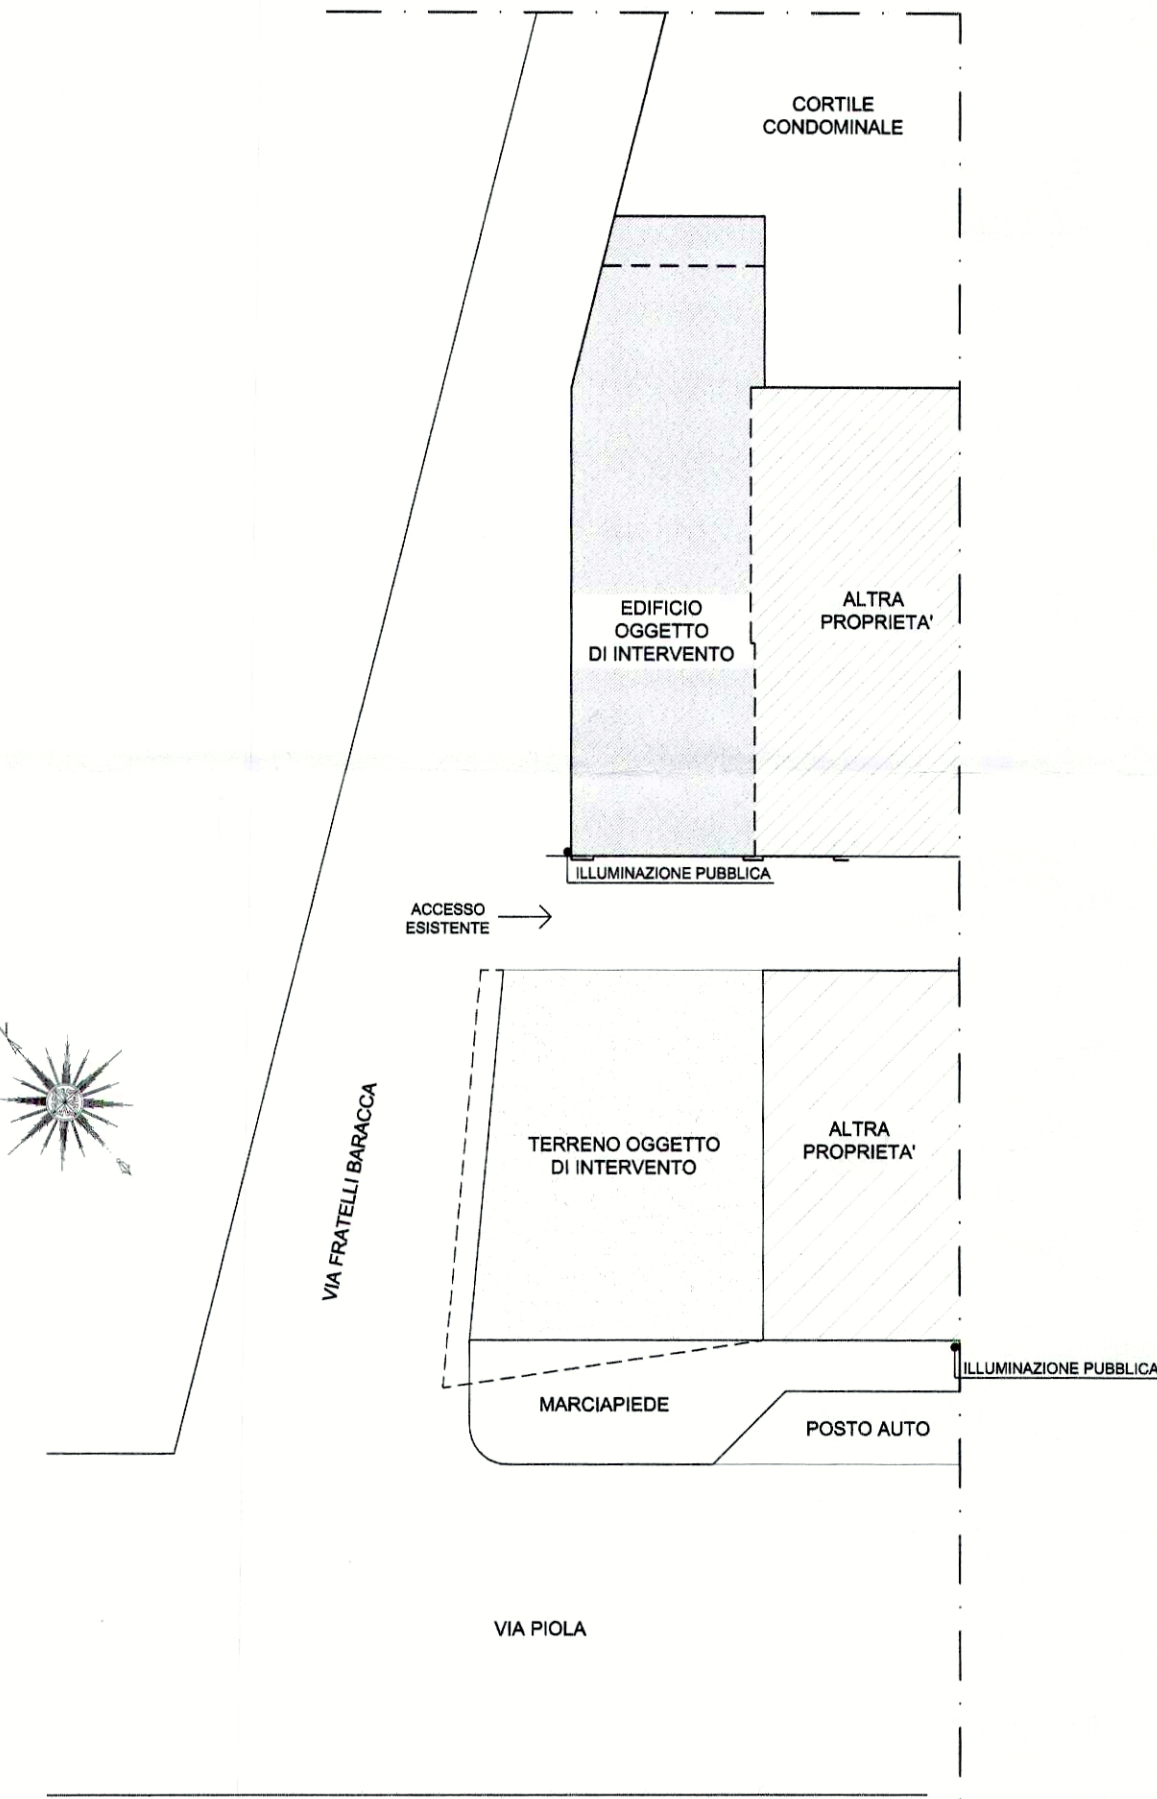 CORTILE
CONDOMINALE
EDIFICIO
OGGETTO
DI INTERVENTO
ALTRA
PROPRIETA'
ILLUMINAZIONE PUBBLICA
ACCESSO
ESISTENTE
VIA FRATELLI BARACCA
TERRENO OGGETTO
DI INTERVENTO
ALTRA
PROPRIETA'
ILLUMINAZIONE PUBBLICA
MARCIAPIEDE
POSTO AUTO
VIA PIOLA